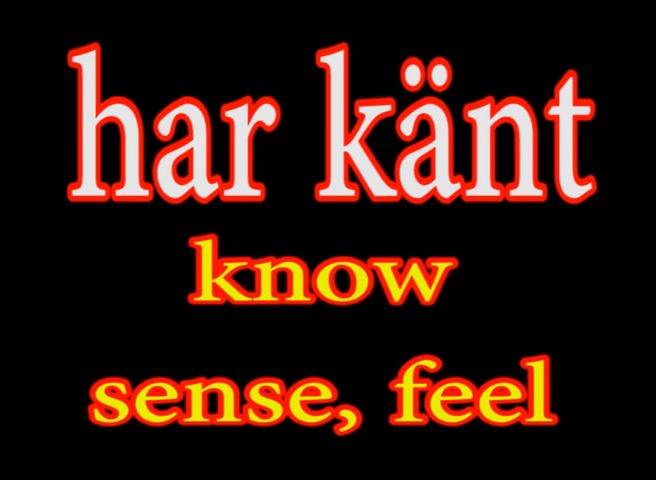 har känt
know
sense, feel